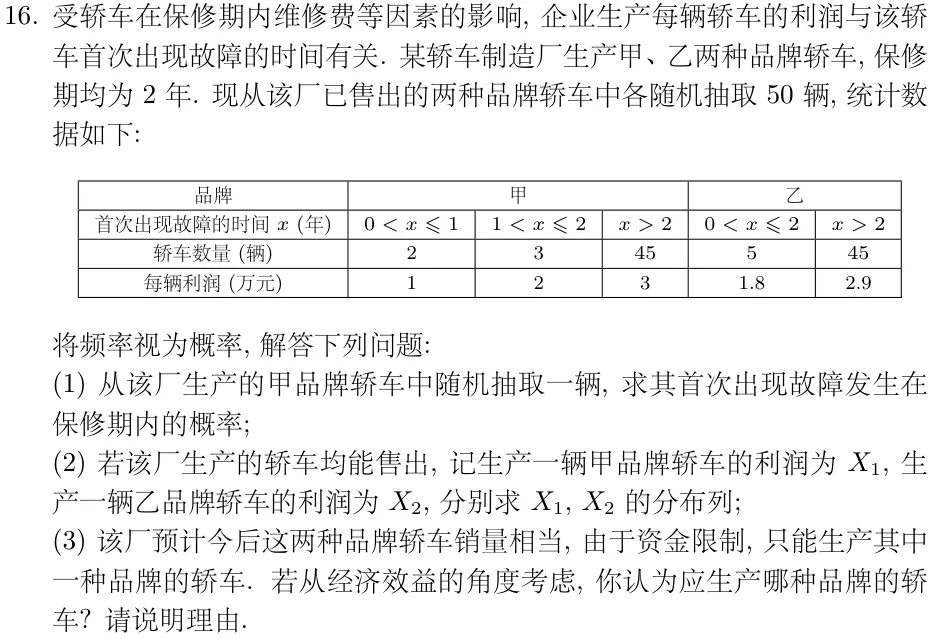 16. 受轿车在保修期内维修费等因素的影响, 企业生产每辆轿车的利润与该轿
车首次出现故障的时间有关. 某轿车制造厂生产甲、乙两种品牌轿车, 保修
期均为 2 年. 现从该厂已售出的两种品牌轿车中各随机抽取 50 辆, 统计数
据如下:
品牌 甲 乙
首次出现故障的时间 x (年) 0 < x ⩽ 1 1 < x ⩽ 2 x > 2 0 < x ⩽ 2 x > 2
轿车数量 (辆) 2 3 45 5 45
每辆利润 (万元) 1 2 3 1.8 2.9
将频率视为概率, 解答下列问题:
(1) 从该厂生产的甲品牌轿车中随机抽取一辆, 求其首次出现故障发生在
保修期内的概率;
(2) 若该厂生产的轿车均能售出, 记生产一辆甲品牌轿车的利润为 X₁, 生
产一辆乙品牌轿车的利润为 X₂, 分别求 X₁, X₂ 的分布列;
(3) 该厂预计今后这两种品牌轿车销量相当, 由于资金限制, 只能生产其中
一种品牌的轿车. 若从经济效益的角度考虑, 你认为应生产哪种品牌的轿
车? 请说明理由.